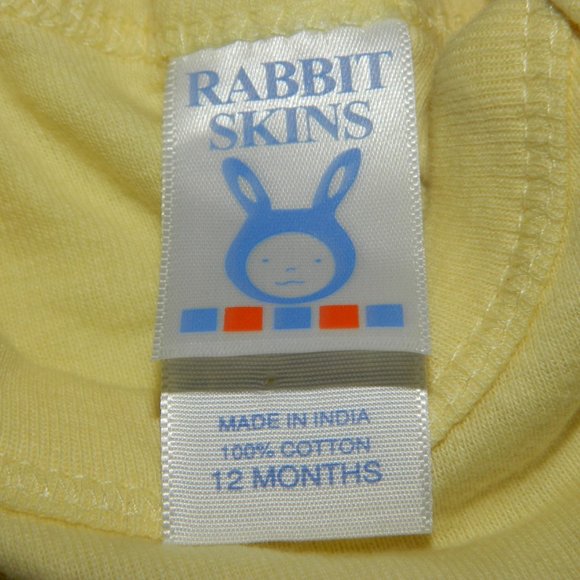 RABBIT
SKINS
MADE IN INDIA
100% COTTON
12 MONTHS